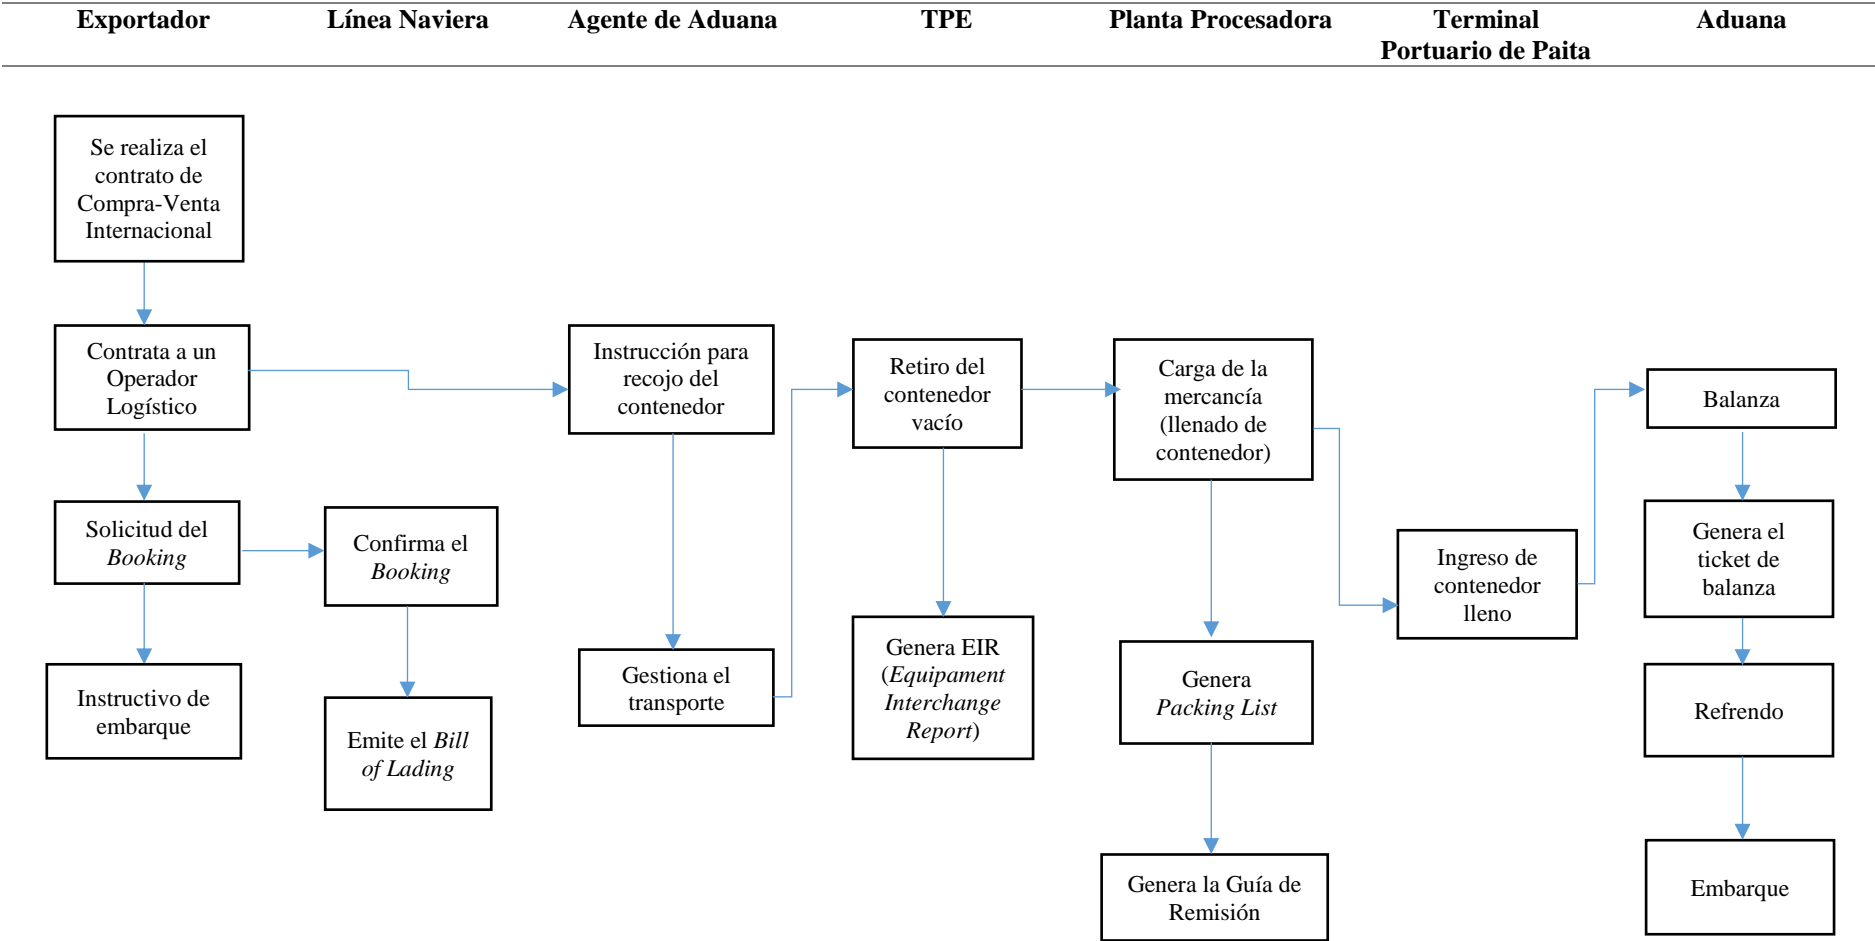 Exportador
Línea Naviera
Agente de Aduana
TPE
Planta Procesadora
Terminal
Portuario de Paita
Aduana
Se realiza el
contrato de
Compra-Venta
Internacional
Contrata a un
Operador
Logístico
Solicitud del
Booking
Instructivo de
embarque
Confirma el
Booking
Emite el Bill
of Lading
Instrucción para
recojo del
contenedor
Gestiona el
transporte
Retiro del
contenedor
vacío
Genera EIR
(Equipament
Interchange
Report)
Carga de la
mercancía
(llenado de
contenedor)
Genera
Packing List
Genera la Guía de
Remisión
Ingreso de
contenedor
lleno
Balanza
Genera el
ticket de
balanza
Refrendo
Embarque